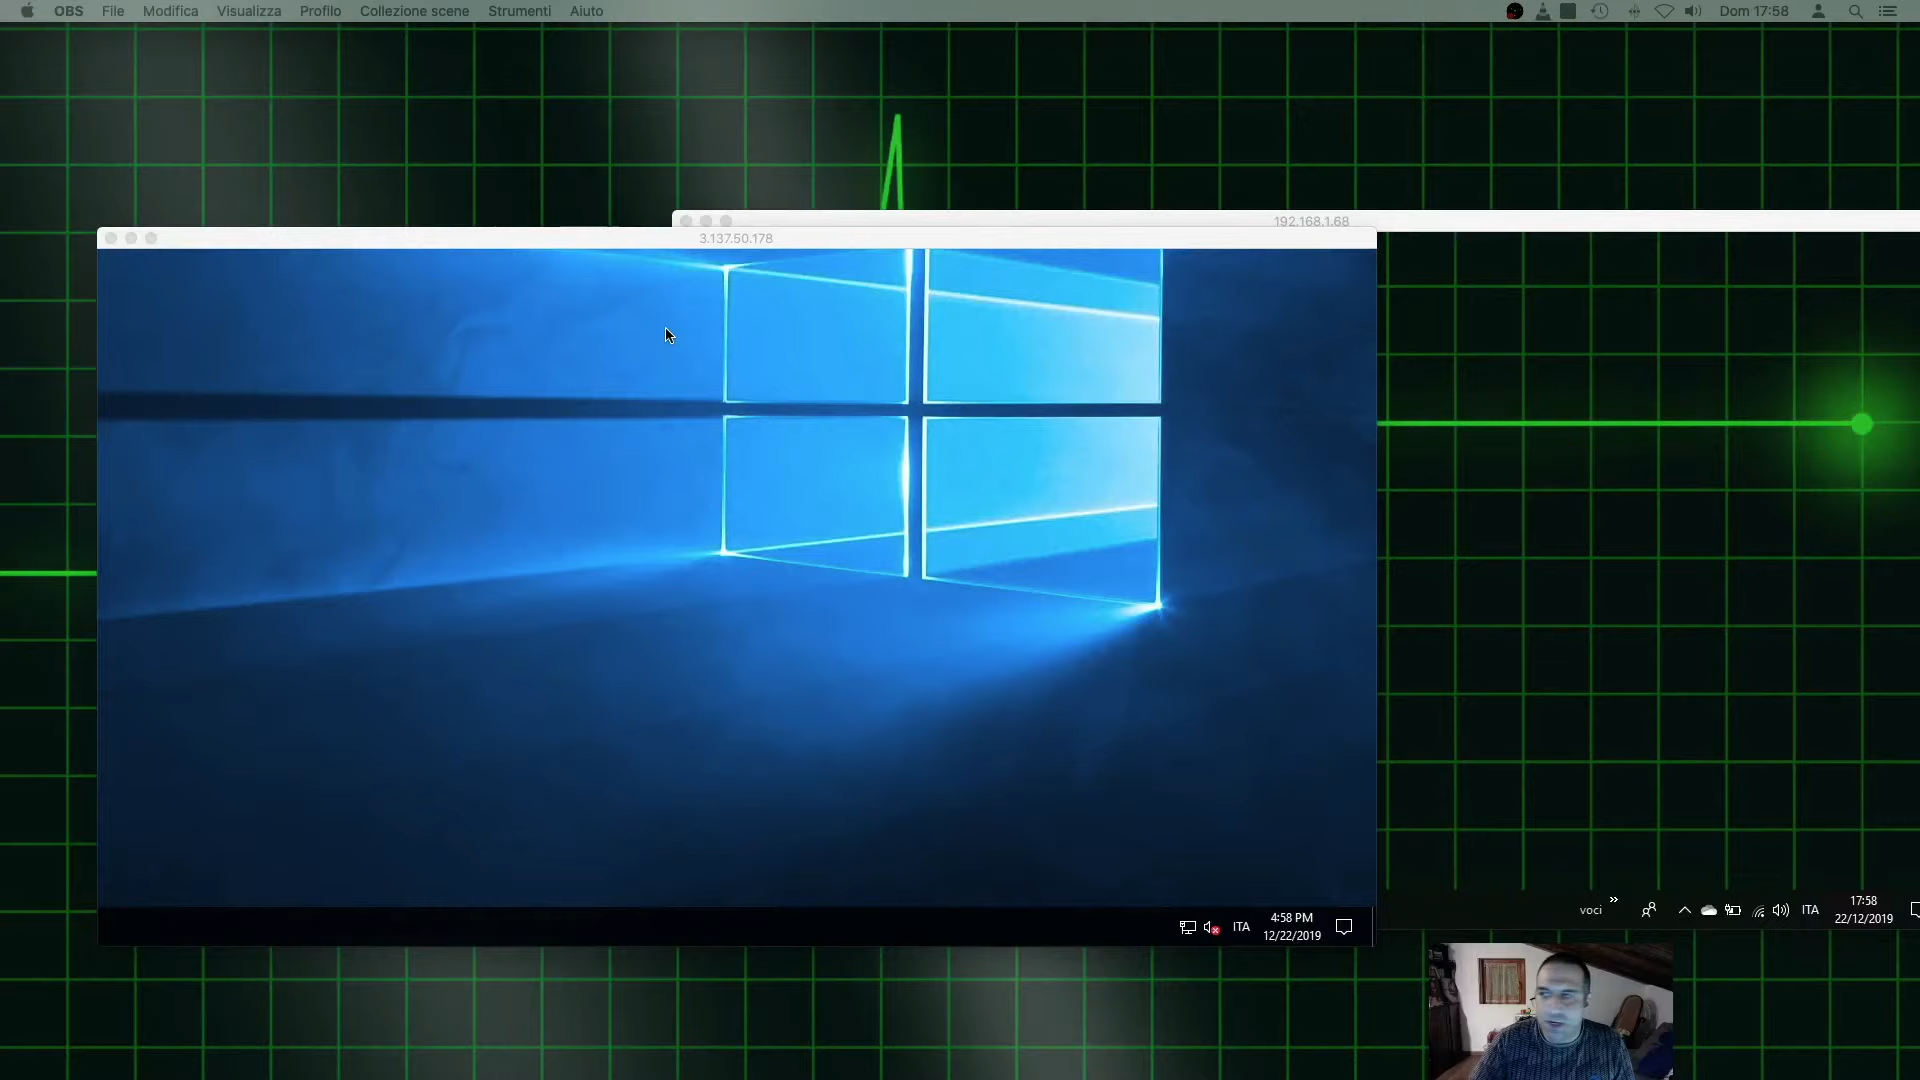 OBS File Modifica Visualizza Profilo Collezione scene Strumenti Aiuto Dom 17:58
192.168.1.68
3.137.50.178
voci » ITA 17:58
22/12/2019
ITA 4:58 PM
12/22/2019